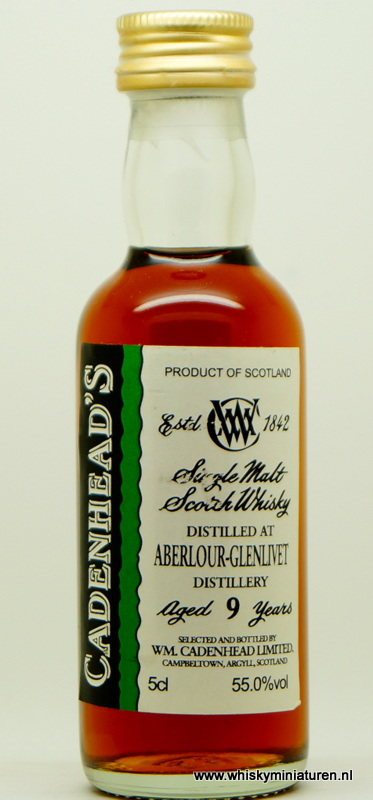 CADENHEAD'S
PRODUCT OF SCOTLAND
Estd. WC 1842
Single Malt
Scotch Whisky
DISTILLED AT
ABERLOUR-GLENLIVET
DISTILLERY
Aged 9 Years
SELECTED AND BOTTLED BY
WM. CADENHEAD LIMITED.
CAMPBELTOWN, ARGYLL, SCOTLAND
5cl 55.0%vol
www.whiskyminiaturen.nl